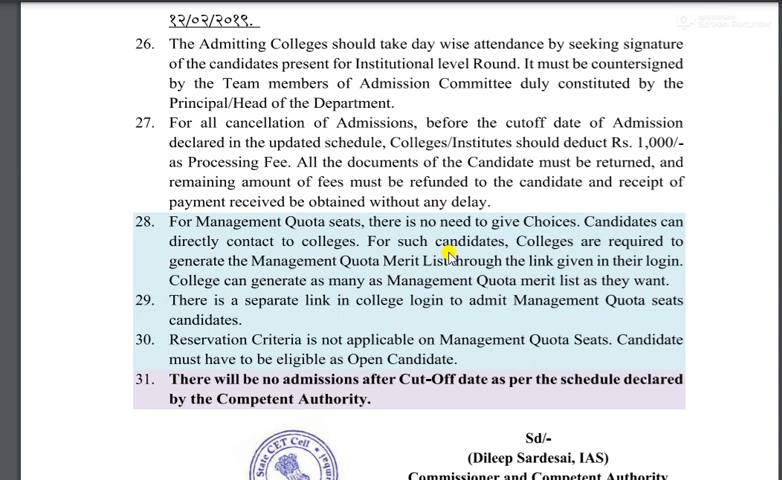 १२/०२/२०१९.
26. The Admitting Colleges should take day wise attendance by seeking signature
of the candidates present for Institutional level Round. It must be countersigned
by the Team members of Admission Committee duly constituted by the
Principal/Head of the Department.
27. For all cancellation of Admissions, before the cutoff date of Admission
declared in the updated schedule, Colleges/Institutes should deduct Rs. 1,000/-
as Processing Fee. All the documents of the Candidate must be returned, and
remaining amount of fees must be refunded to the candidate and receipt of
payment received be obtained without any delay.
28. For Management Quota seats, there is no need to give Choices. Candidates can
directly contact to colleges. For such candidates, Colleges are required to
generate the Management Quota Merit List through the link given in their login.
College can generate as many as Management Quota merit list as they want.
29. There is a separate link in college login to admit Management Quota seats
candidates.
30. Reservation Criteria is not applicable on Management Quota Seats. Candidate
must have to be eligible as Open Candidate.
31. There will be no admissions after Cut-Off date as per the schedule declared
by the Competent Authority.
State CET Cell
Sd/-
(Dileep Sardesai, IAS)
Commissioner and Competent Authority